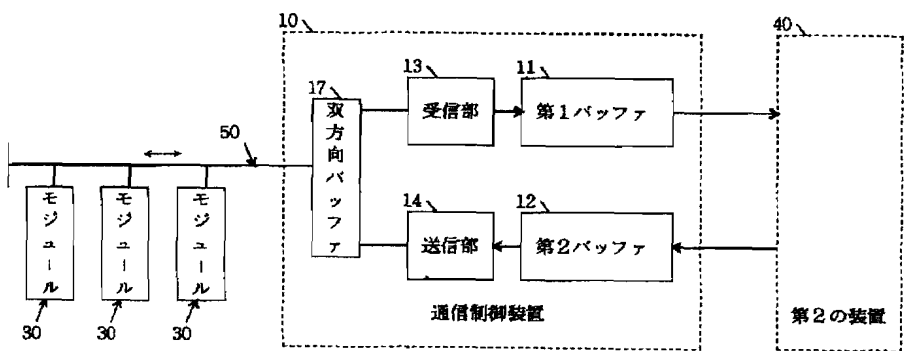 10
40
13
11
17
双方向バッファ
受信部
第1バッファ
50
14
12
送信部
第2バッファ
モジュール
モジュール
モジュール
30
30
30
通信制御装置
第2の装置